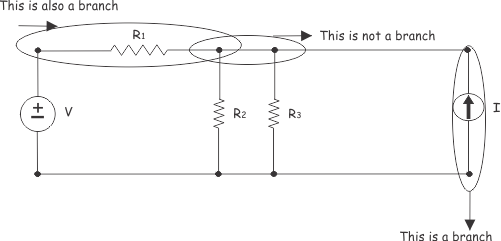 This is also a branch
R1
This is not a branch
V
R2
R3
I
This is a branch